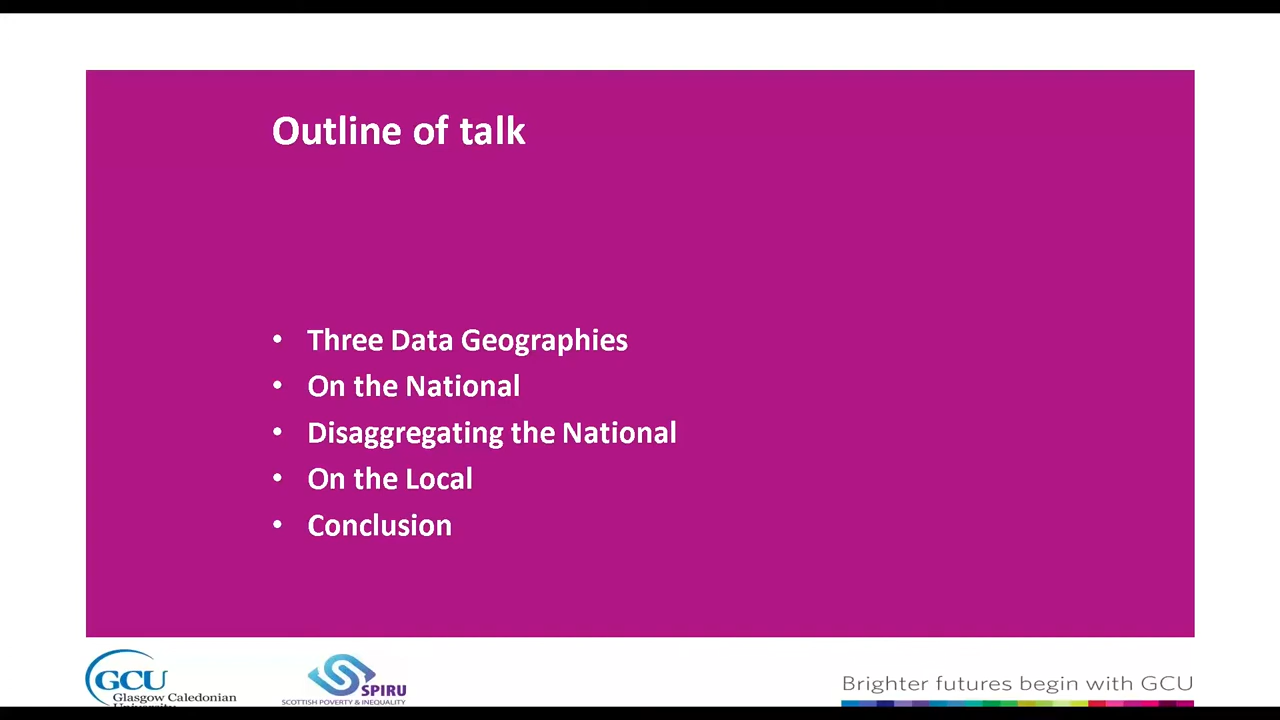 Outline of talk
• Three Data Geographies
• On the National
• Disaggregating the National
• On the Local
• Conclusion
GCU
Glasgow Caledonian
University
SPIRU
SCOTTISH POVERTY & INEQUALITY
Brighter futures begin with GCU